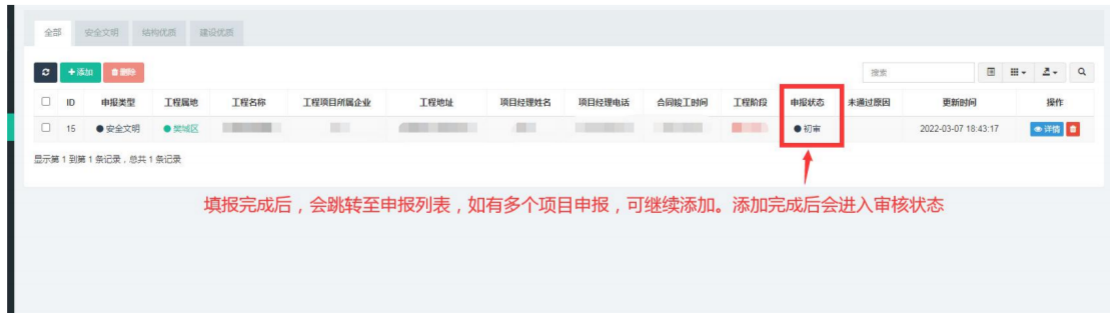 全部 安全文明 结构优质 建设优质
添加 删除 搜索
ID 申报类型 工程属地 工程名称 工程项目所属企业 工程地址 项目经理姓名 项目经理电话 合同竣工时间 工程阶段 申报状态 未通过原因 更新时间 操作
15 安全文明 樊城区 初审 2022-03-07 18:43:17 详情
显示第 1 到第 1 条记录，总共 1 条记录
填报完成后，会跳转至申报列表，如有多个项目申报，可继续添加。添加完成后会进入审核状态